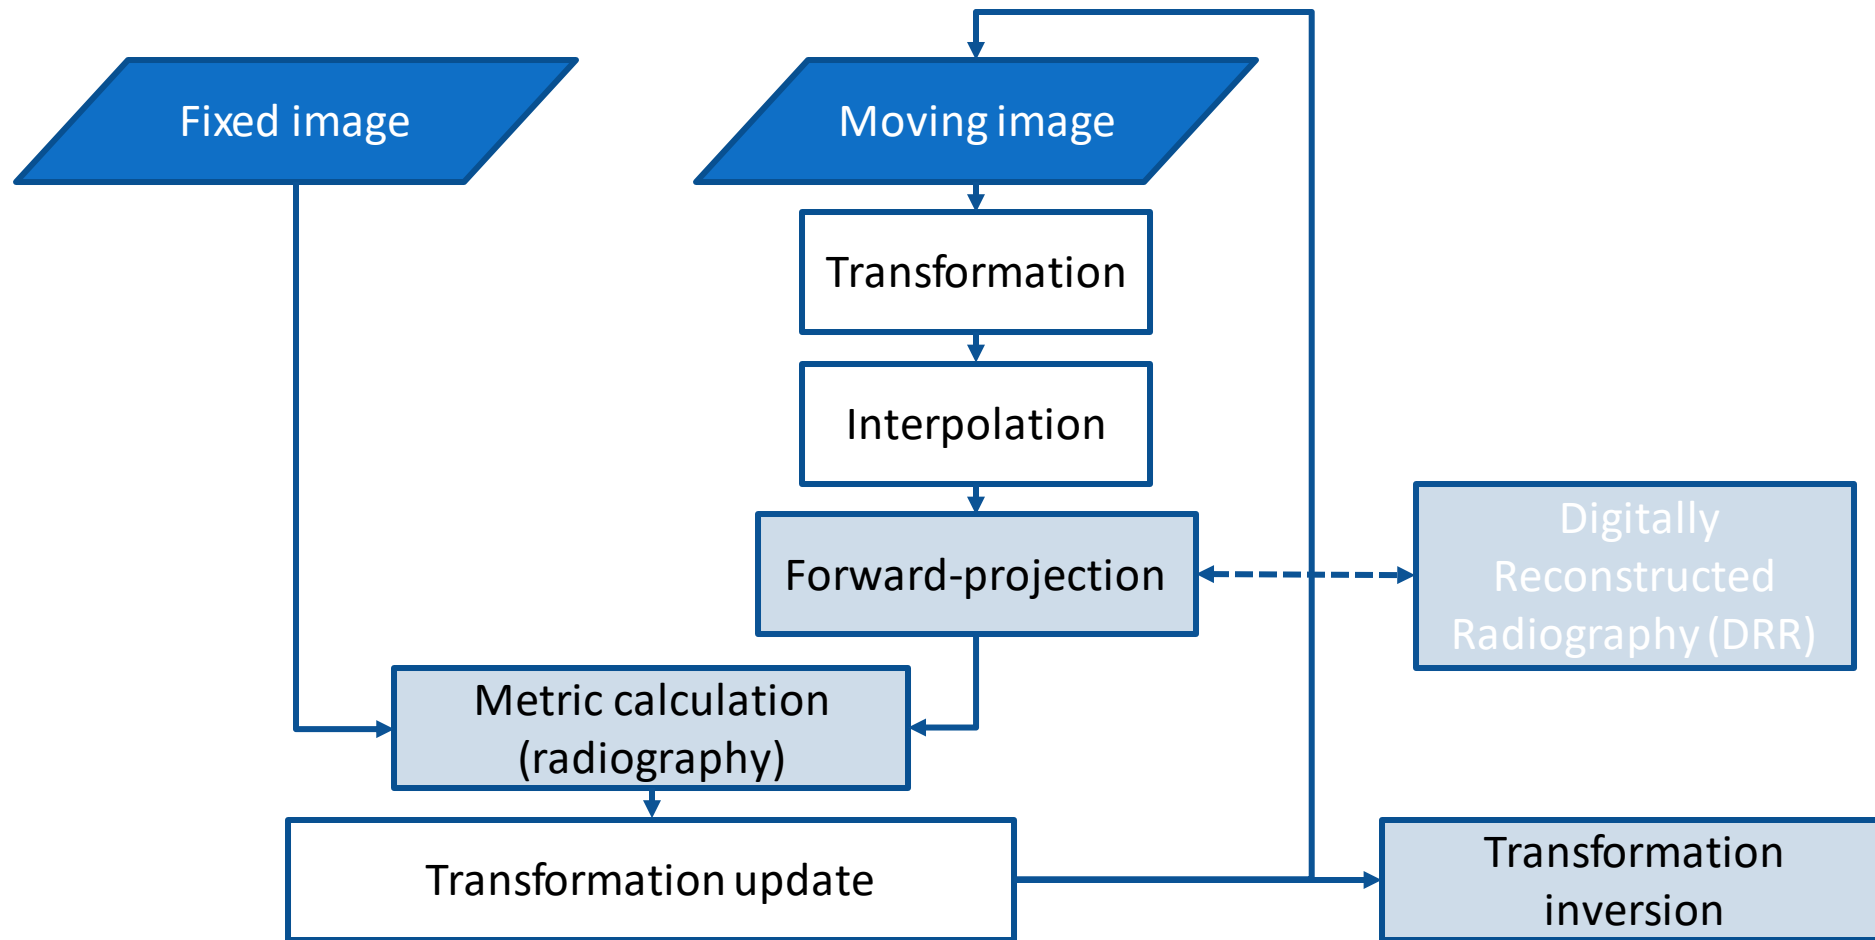 Fixed image
Moving image
Transformation
Interpolation
Forward-projection
Digitally
Reconstructed
Radiography (DRR)
Metric calculation
(radiography)
Transformation update
Transformation
inversion